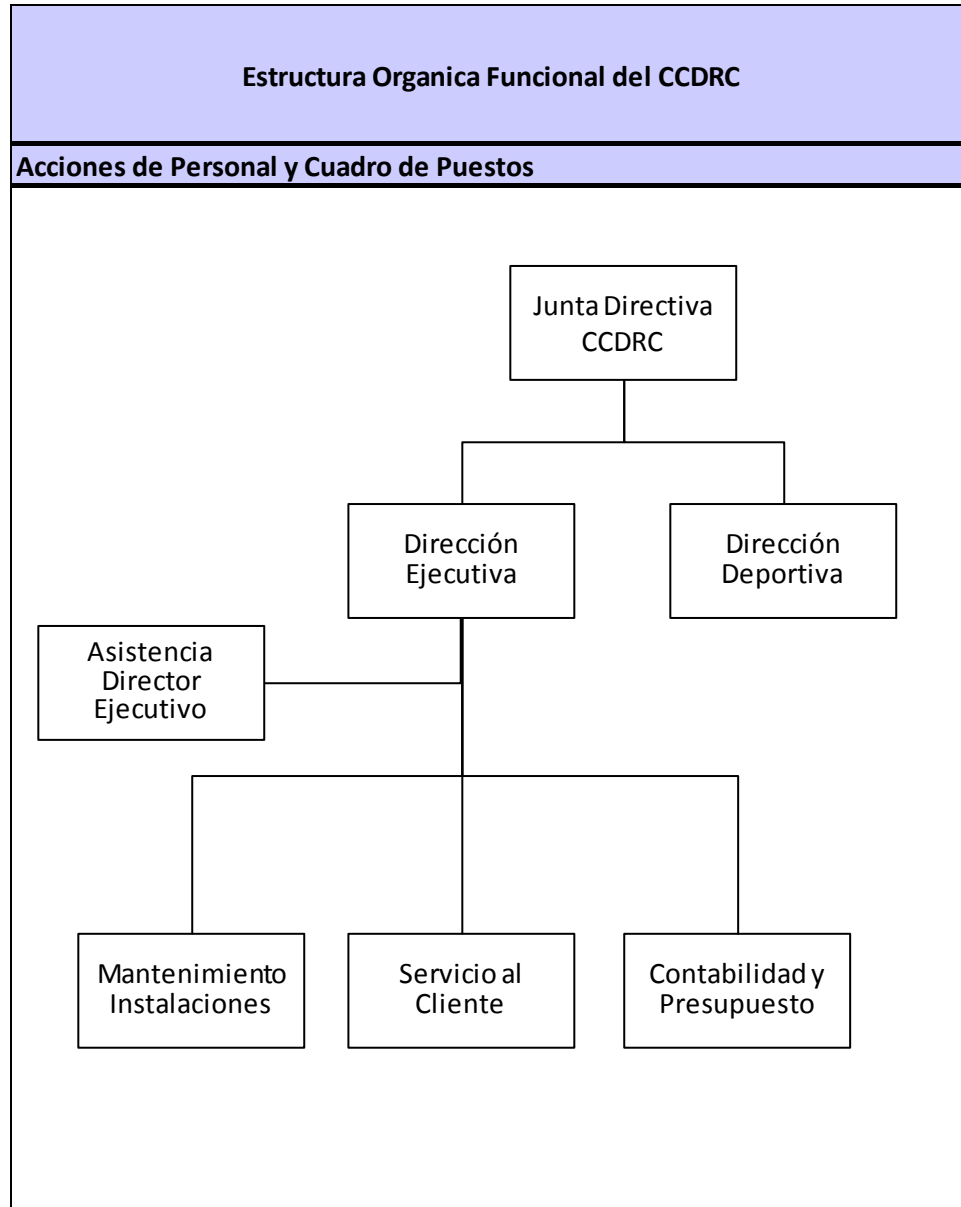 Estructura Organica Funcional del CCDRC
Acciones de Personal y Cuadro de Puestos
Junta Directiva
CCDRC
Dirección
Ejecutiva
Dirección
Deportiva
Asistencia
Director
Ejecutivo
Mantenimiento
Instalaciones
Servicio al
Cliente
Contabilidad y
Presupuesto